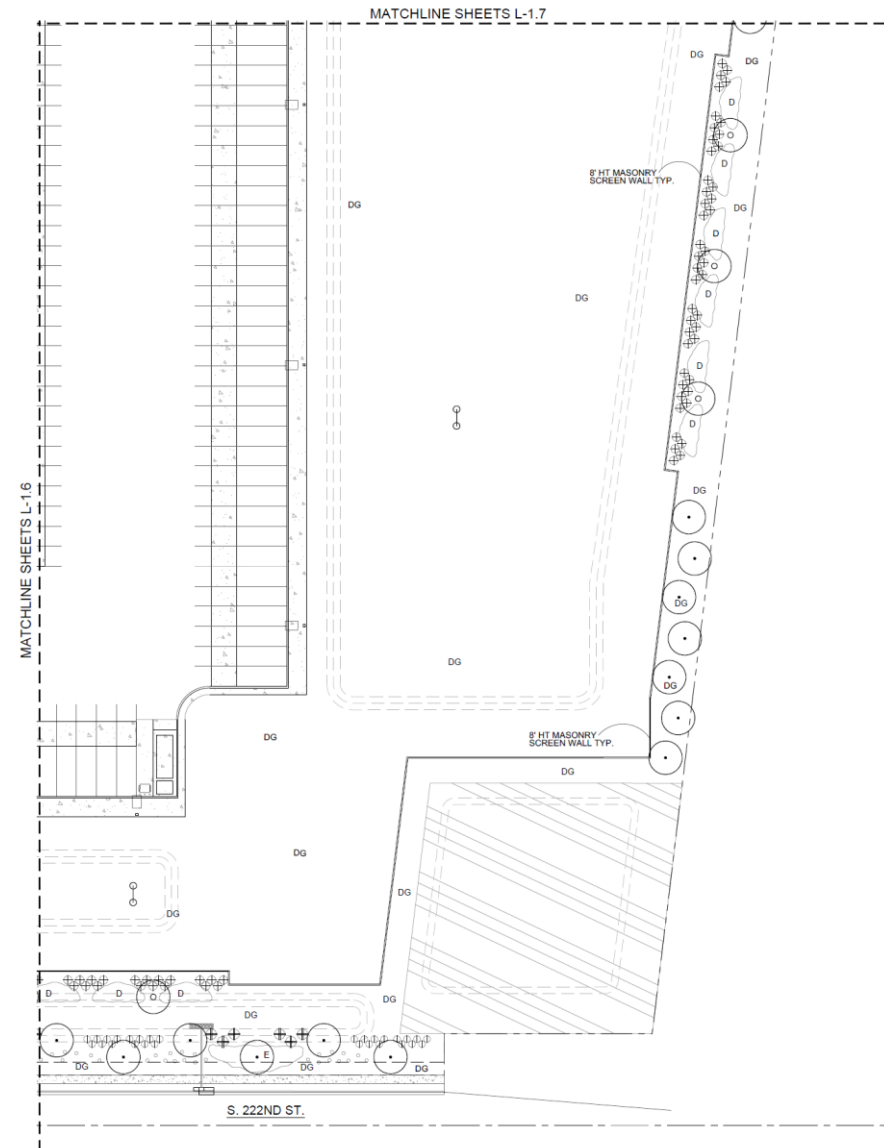 MATCHLINE SHEETS L-1.7
DG
DG
D
8' HT MASONRY
SCREEN WALL TYP.
D
DG
DG
D
DG
D
D
D
MATCHLINE SHEETS L-1.6
DG
DG
DG
DG
DG
8' HT MASONRY
SCREEN WALL TYP.
DG
DG
DG
DG
D
D
D
DG
DG
E
DG
DG
DG
S. 222ND ST.